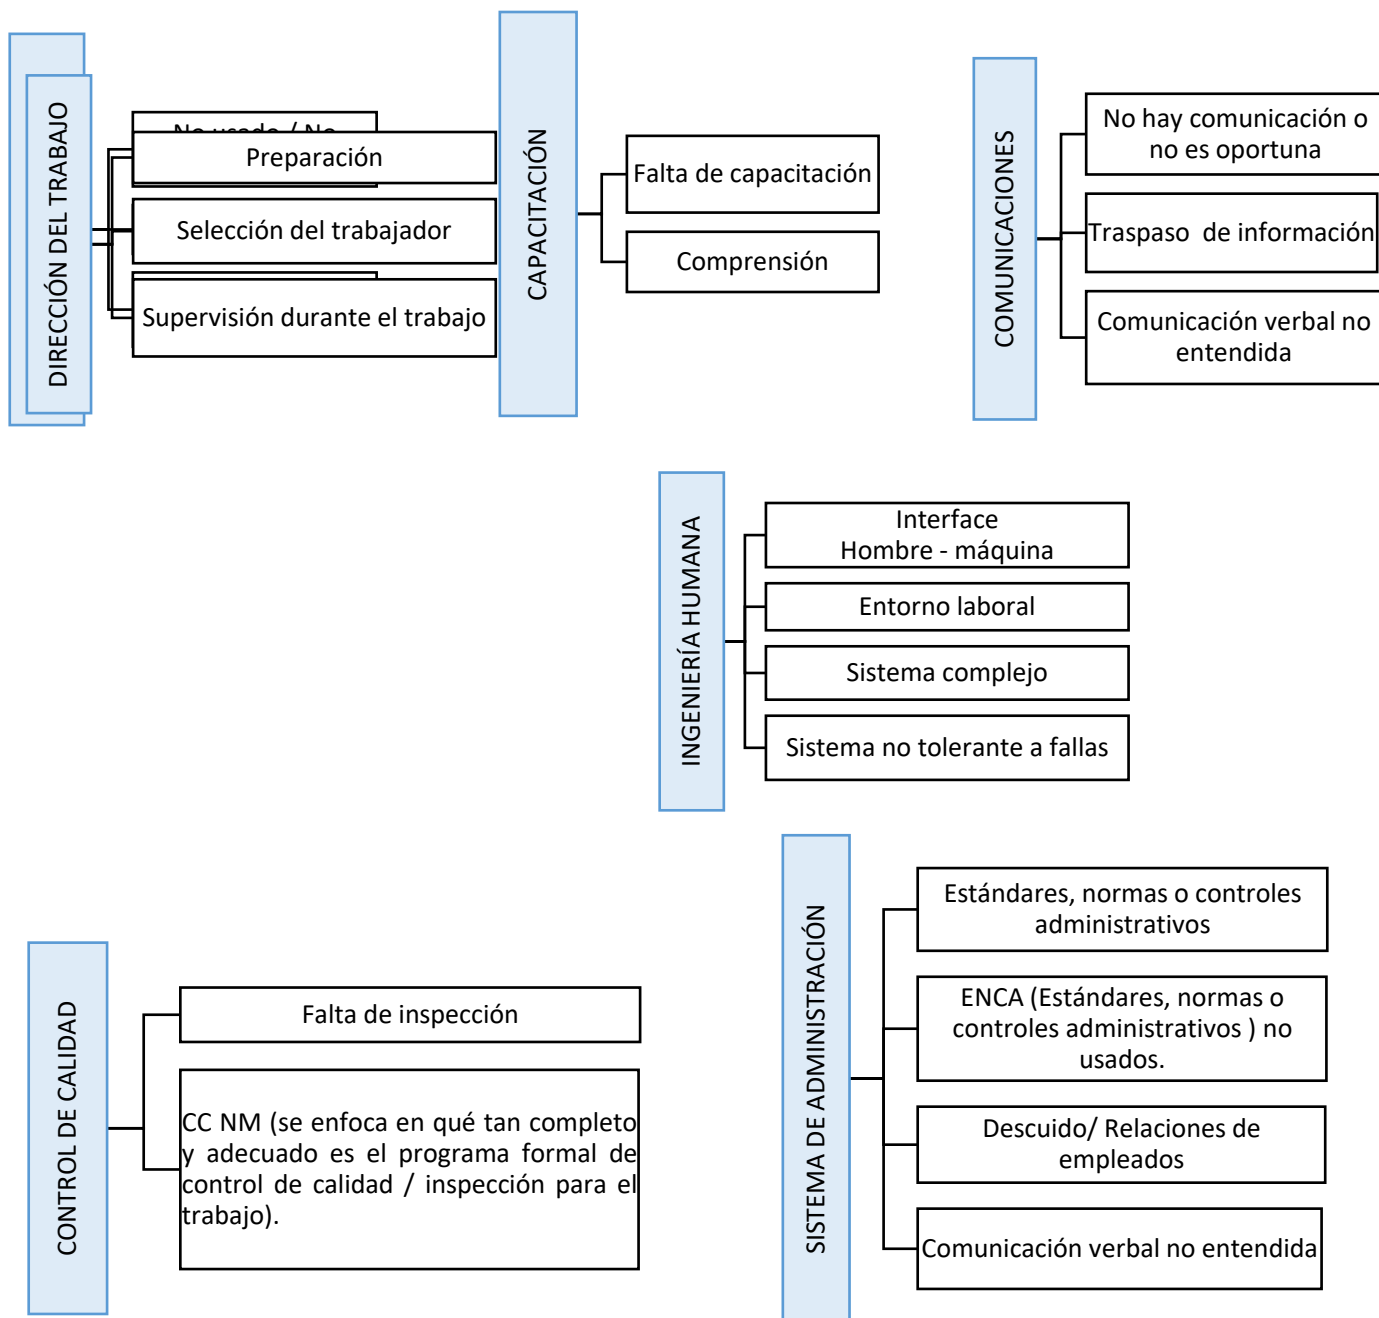 DIRECCIÓN DEL TRABAJO
Preparación
Selección del trabajador
Supervisión durante el trabajo
CAPACITACIÓN
Falta de capacitación
Comprensión
COMUNICACIONES
No hay comunicación o
no es oportuna
Traspaso de información
Comunicación verbal no
entendida
INGENIERÍA HUMANA
Interface
Hombre - máquina
Entorno laboral
Sistema complejo
Sistema no tolerante a fallas
CONTROL DE CALIDAD
Falta de inspección
CC NM (se enfoca en qué tan completo
y adecuado es el programa formal de
control de calidad / inspección para el
trabajo).
SISTEMA DE ADMINISTRACIÓN
Estándares, normas o controles
administrativos
ENCA (Estándares, normas o
controles administrativos ) no
usados.
Descuido/ Relaciones de
empleados
Comunicación verbal no entendida